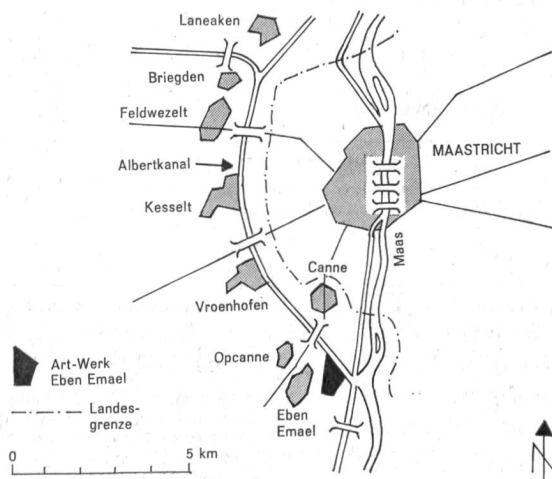 Laneaken
Briegden
Feldwezelt
MAASTRICHT
Albertkanal
Kesselt
Maas
Canne
Vroenhofen
Opcanne
Art-Werk
Eben Emael
Eben
Emael
Landes-
grenze
0 5 km
N